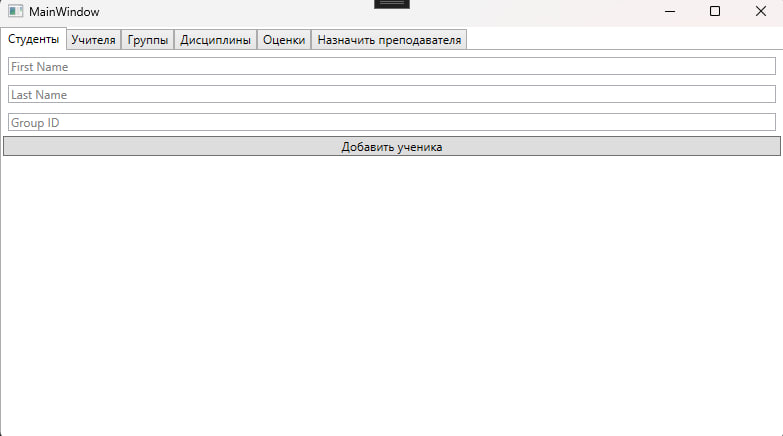 MainWindow
Студенты Учителя Группы Дисциплины Оценки Назначить преподавателя
First Name
Last Name
Group ID
Добавить ученика